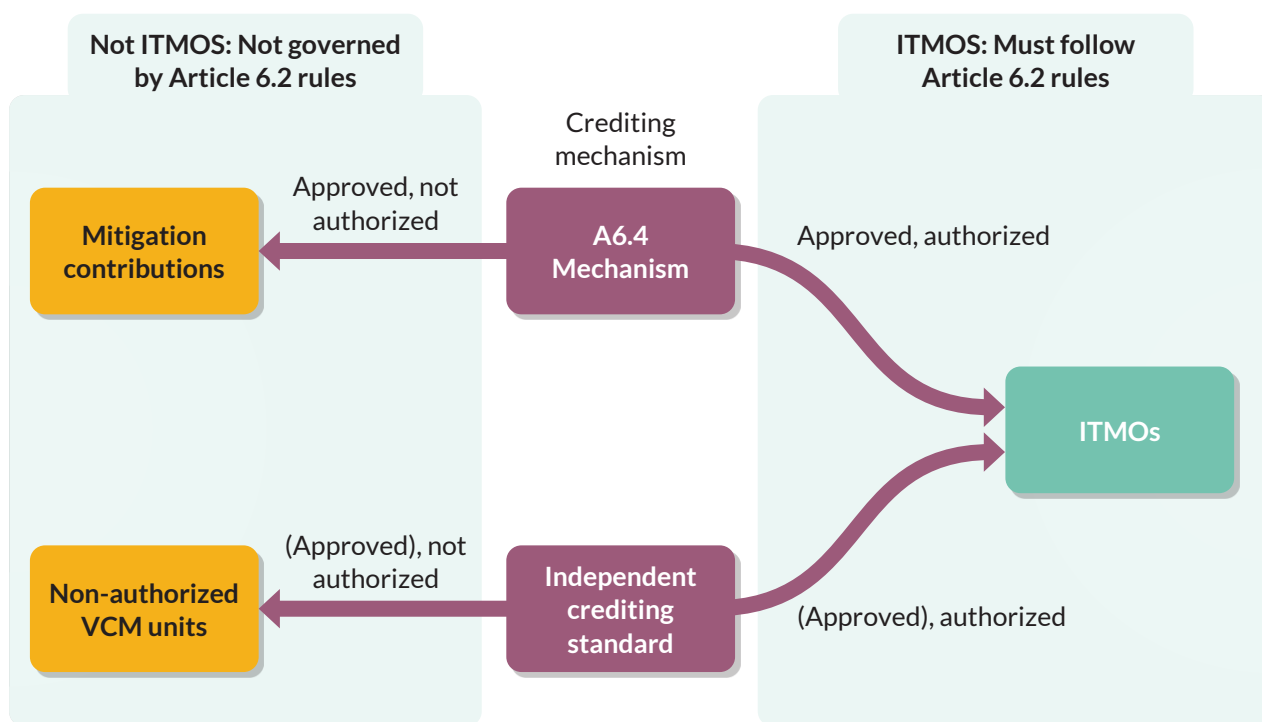 Not ITMOS: Not governed
by Article 6.2 rules
ITMOS: Must follow
Article 6.2 rules
Crediting
mechanism
Approved, not
authorized
Mitigation
contributions
A6.4
Mechanism
Approved, authorized
ITMOs
(Approved), not
authorized
Non-authorized
VCM units
Independent
crediting
standard
(Approved), authorized